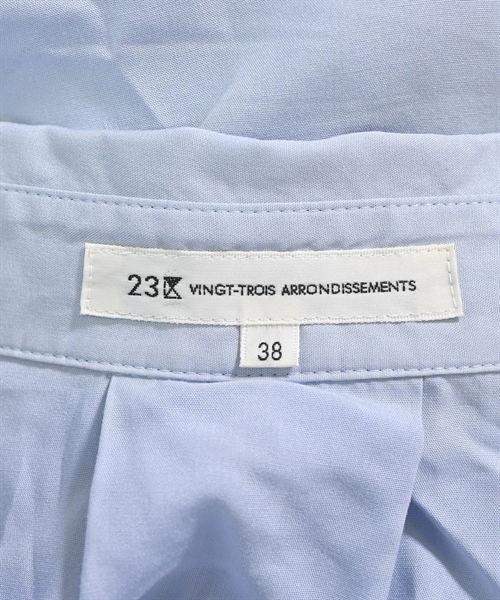 23区 VINGT-TROIS ARRONDISSEMENTS
38